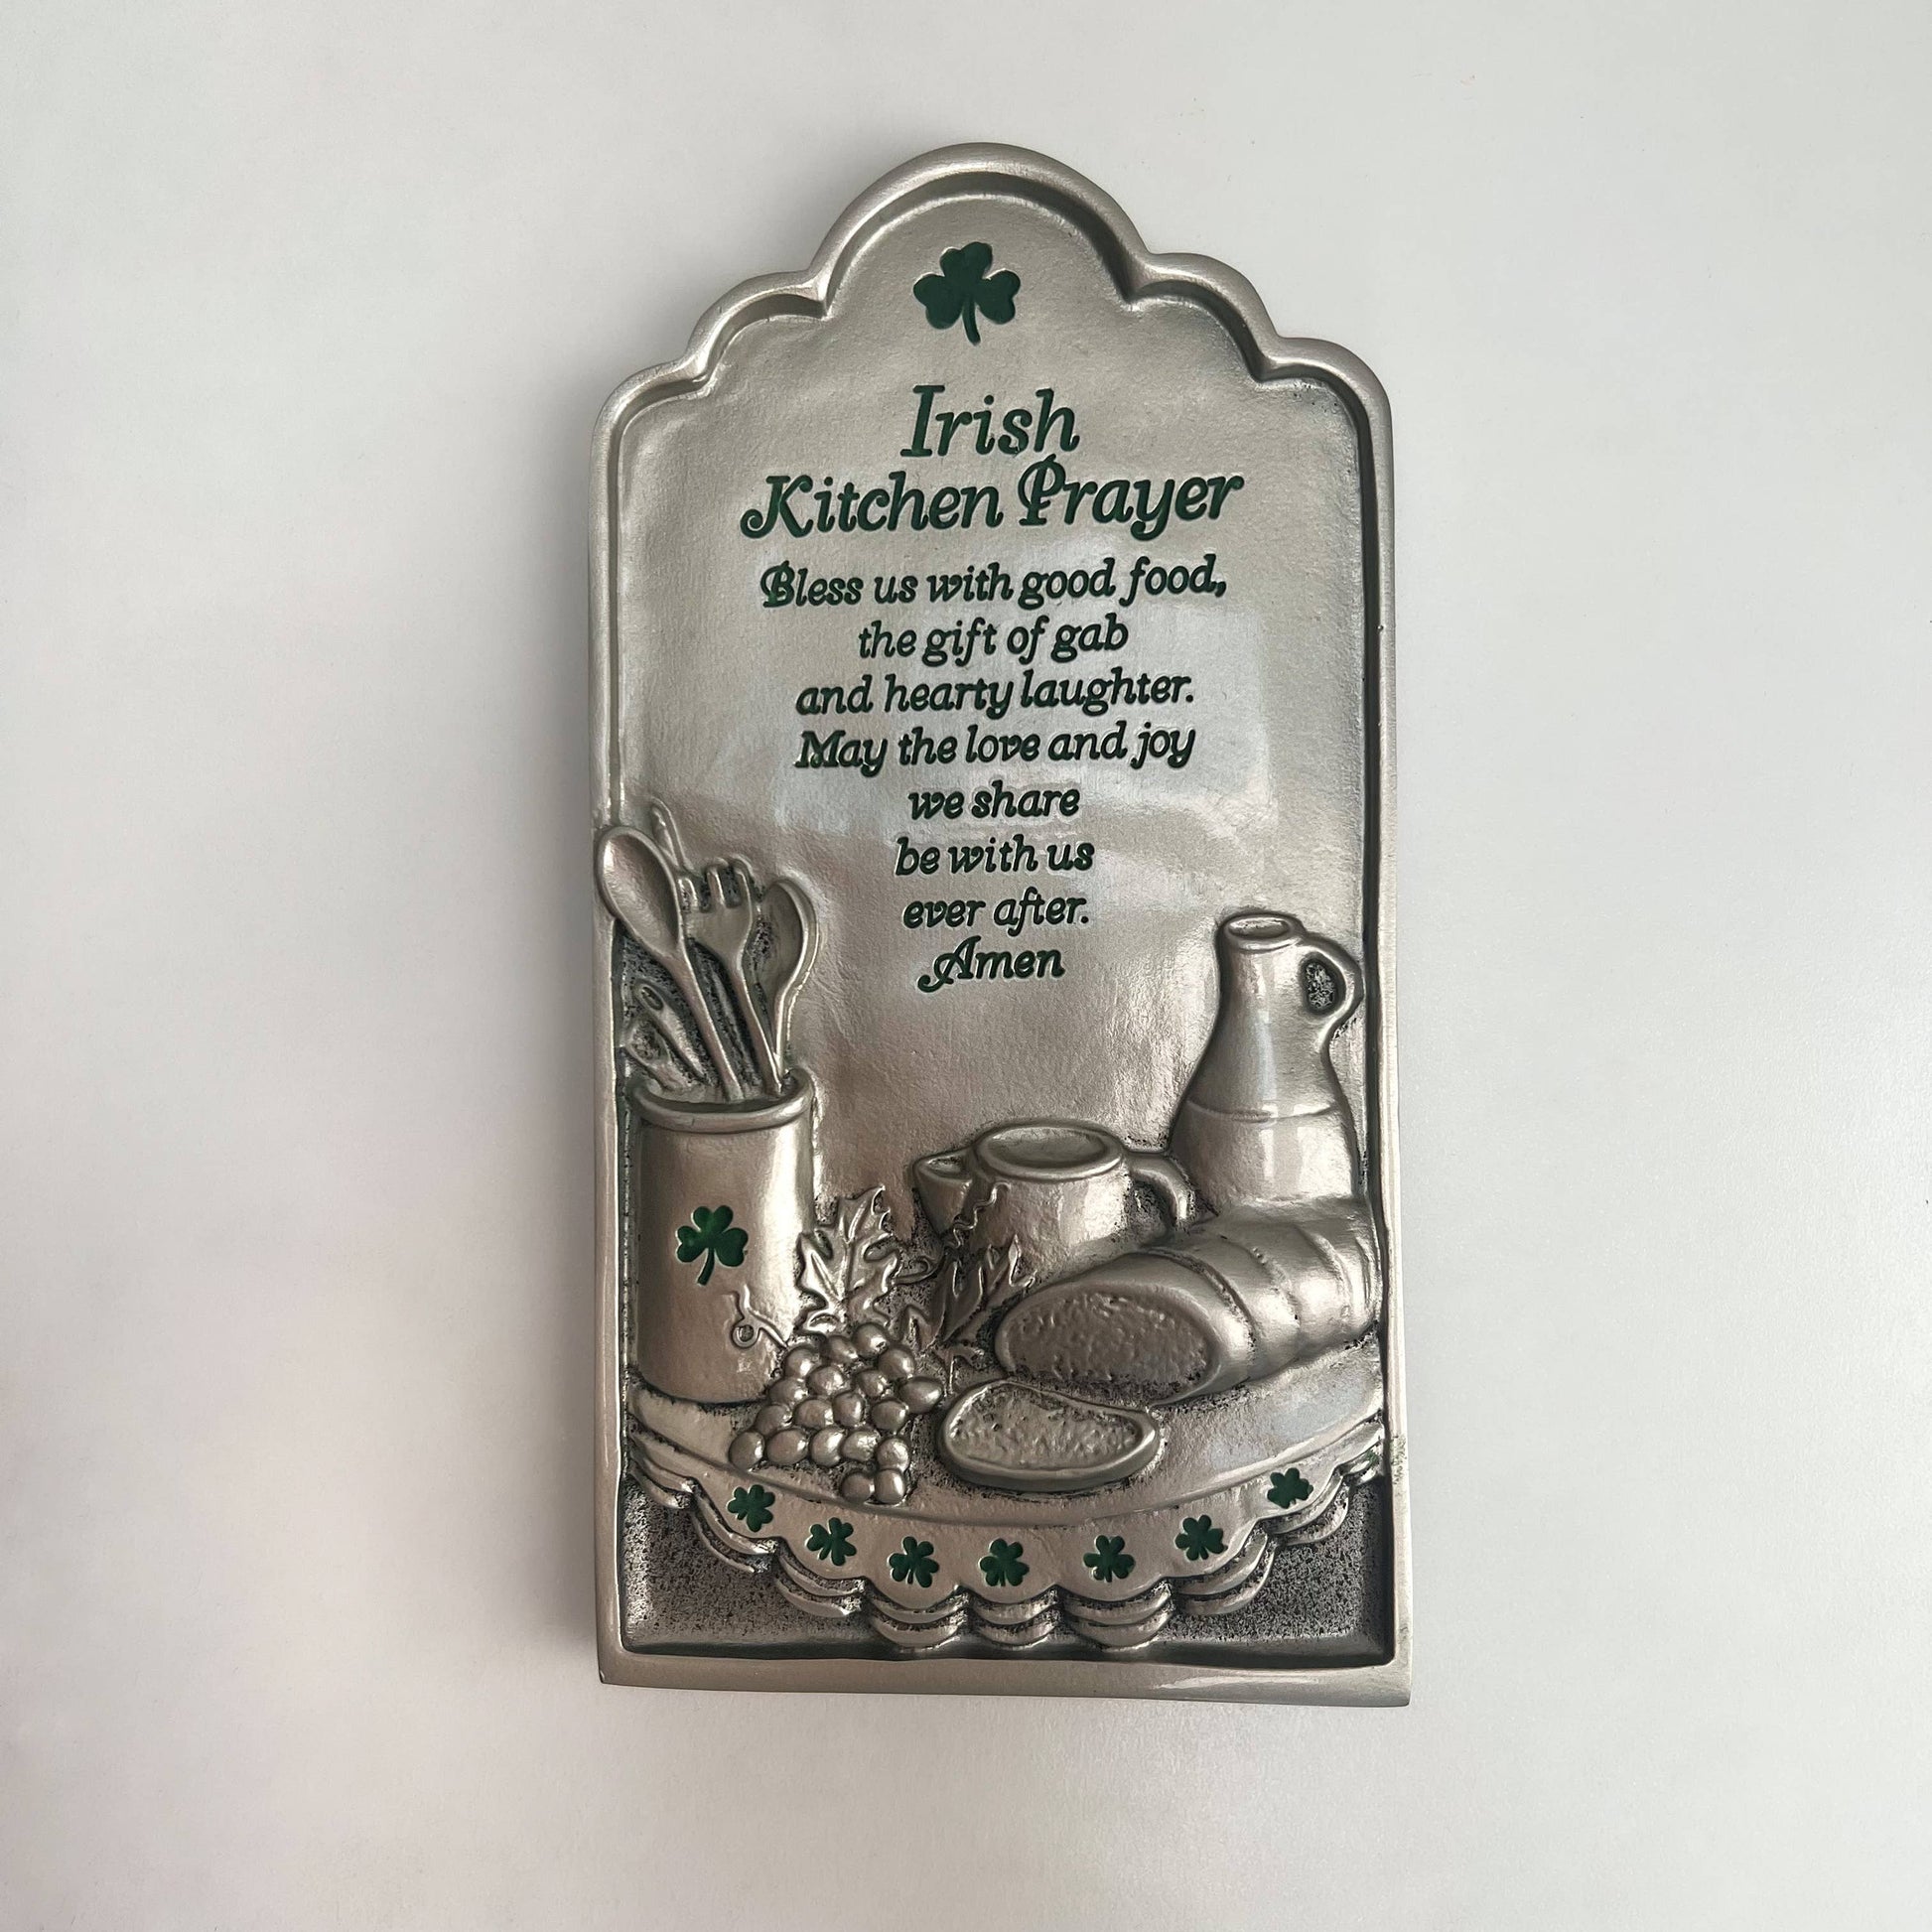 Irish
Kitchen Prayer
Bless us with good food,
the gift of gab
and hearty laughter.
May the love and joy
we share
be with us
ever after.
Amen